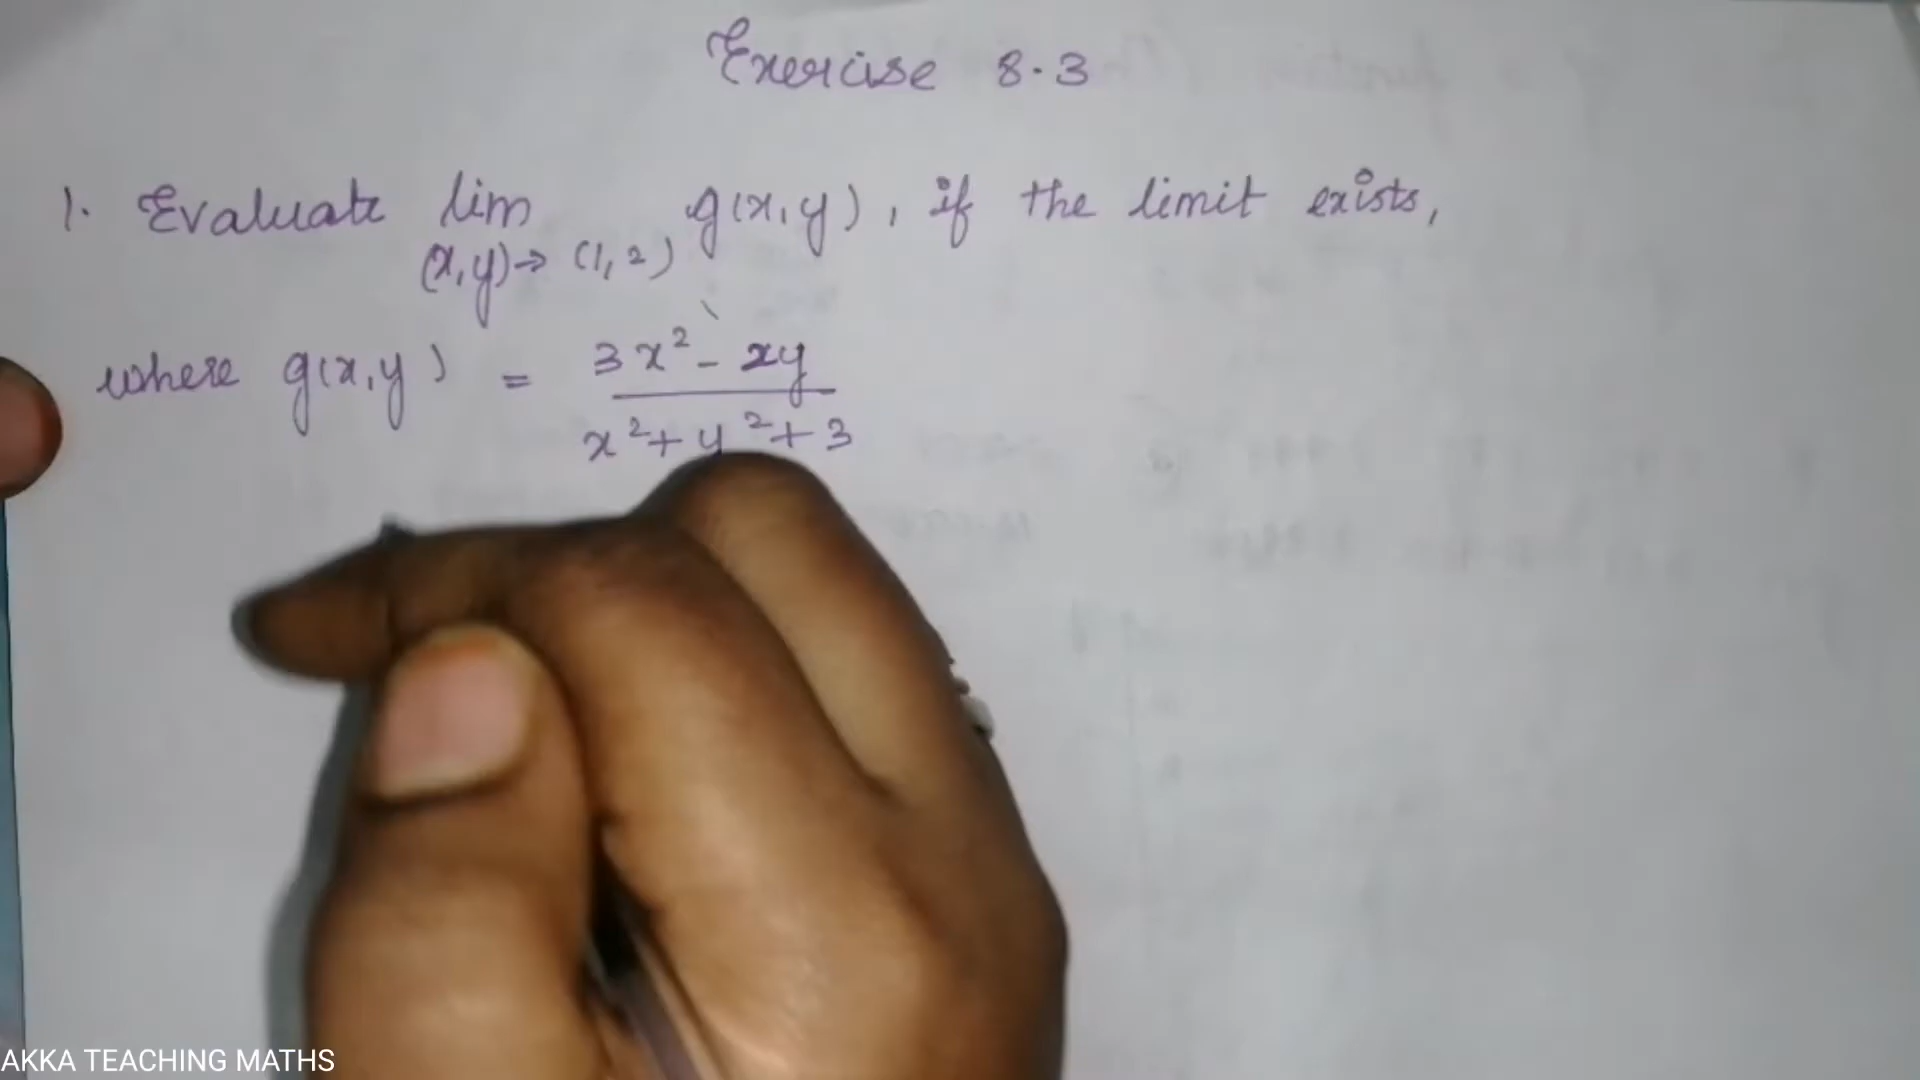 Exercise 8.3
1. Evaluate lim g(x,y), if the limit exists,
(x,y)→(1,2)
where g(x,y) = 3x² - xy
x² + y² + 3
AKKA TEACHING MATHS